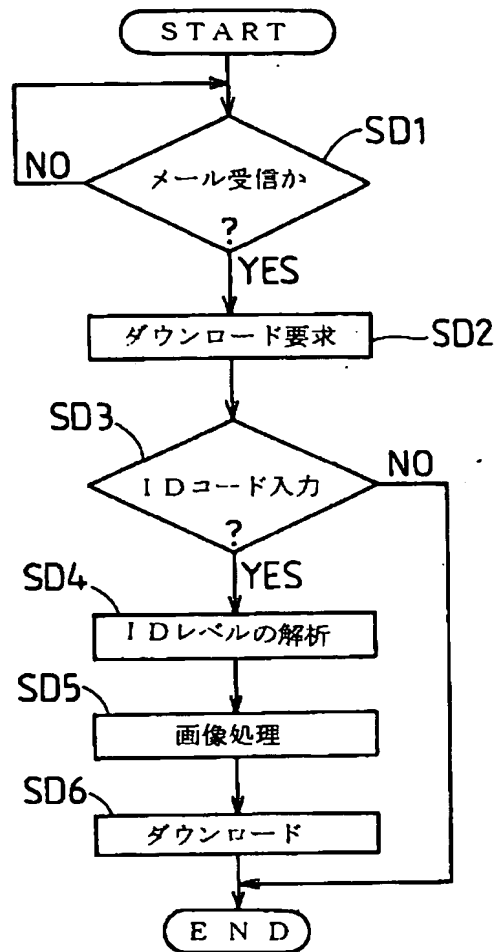 START
SD1
NO
メール受信か
?
YES
ダウンロード要求
SD2
SD3
NO
IDコード入力
?
YES
SD4
IDレベルの解析
SD5
画像処理
SD6
ダウンロード
END